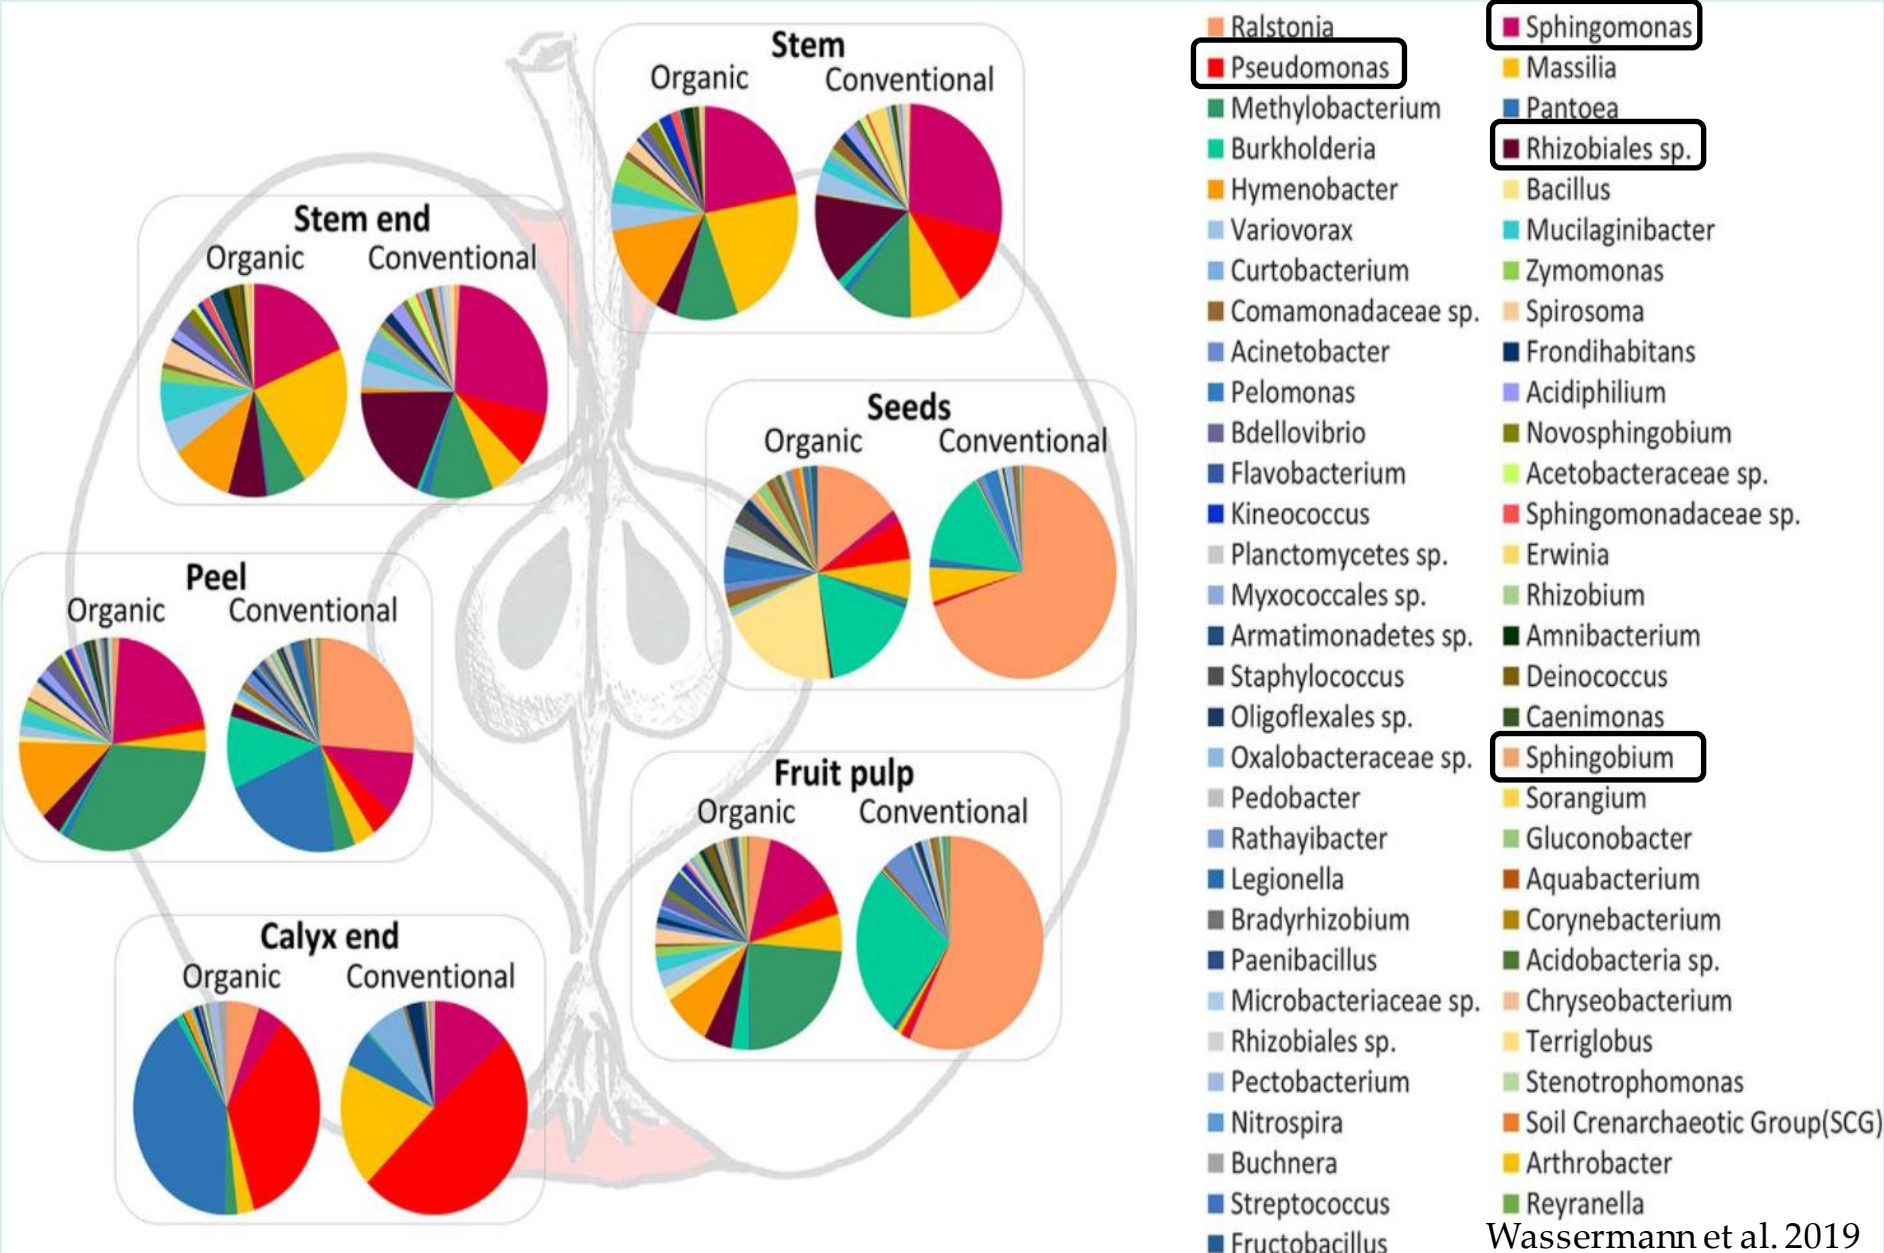 Stem
Organic Conventional
Stem end
Organic Conventional
Seeds
Organic Conventional
Peel
Organic Conventional
Fruit pulp
Organic Conventional
Calyx end
Organic Conventional
Ralstonia
Pseudomonas
Methylobacterium
Burkholderia
Hymenobacter
Variovorax
Curtobacterium
Comamonadaceae sp.
Acinetobacter
Pelomonas
Bdellovibrio
Flavobacterium
Kineococcus
Planctomycetes sp.
Myxococcales sp.
Armatimonadetes sp.
Staphylococcus
Oligoflexales sp.
Oxalobacteraceae sp.
Pedobacter
Rathayibacter
Legionella
Bradyrhizobium
Paenibacillus
Microbacteriaceae sp.
Rhizobiales sp.
Pectobacterium
Nitrospira
Buchnera
Streptococcus
Fructobacillus
Sphingomonas
Massilia
Pantoea
Rhizobiales sp.
Bacillus
Mucilaginibacter
Zymomonas
Spirosoma
Frondihabitans
Acidiphilium
Novosphingobium
Acetobacteraceae sp.
Sphingomonadaceae sp.
Erwinia
Rhizobium
Amnibacterium
Deinococcus
Caenimonas
Sphingobium
Sorangium
Gluconobacter
Aquabacterium
Corynebacterium
Acidobacteria sp.
Chryseobacterium
Terriglobus
Stenotrophomonas
Soil Crenarchaeotic Group(SCG)
Arthrobacter
Reyranella
Wassermann et al. 2019